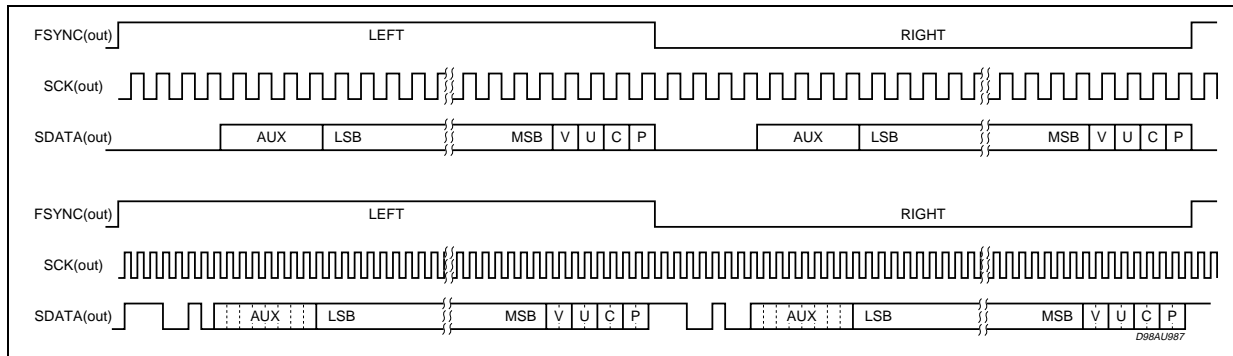 FSYNC(out) LEFT RIGHT
SCK(out)
SDATA(out) AUX LSB MSB V U C P AUX LSB MSB V U C P
FSYNC(out) LEFT RIGHT
SCK(out)
SDATA(out) AUX LSB MSB V U C P AUX LSB MSB V U C P
D98AU987